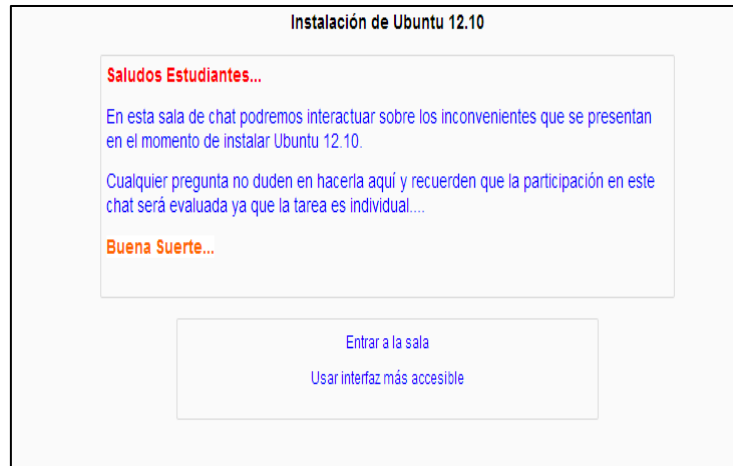 Instalación de Ubuntu 12.10
Saludos Estudiantes...
En esta sala de chat podremos interactuar sobre los inconvenientes que se presentan
en el momento de instalar Ubuntu 12.10.
Cualquier pregunta no duden en hacerla aquí y recuerden que la participación en este
chat será evaluada ya que la tarea es individual....
Buena Suerte...
Entrar a la sala
Usar interfaz más accesible